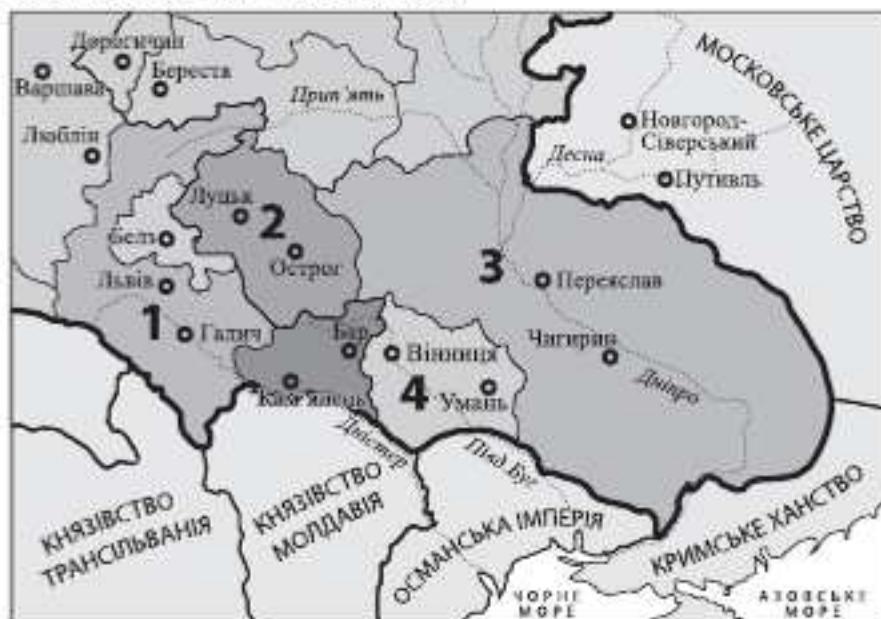 Дорогичин
Варшава
Береста
Прип'ять
Люблін
МОСКОВСЬКЕ ЦАРСТВО
Новгород-
Сіверський
Десна
Путивль
Луцьк
2
Белз
Острог
3
Львів
Переяслав
1
Галич
Бар
Вінниця
Чигирин
4
Кам'янець
Умань
Дніпро
Дністер
Півд.Буг
КНЯЗІВСТВО
ТРАНСІЛЬВАНІЯ
КНЯЗІВСТВО
МОЛДАВІЯ
ОСМАНСЬКА ІМПЕРІЯ
КРИМСЬКЕ ХАНСТВО
ЧОРНЕ
МОРЕ
АЗОВСЬКЕ
МОРЕ